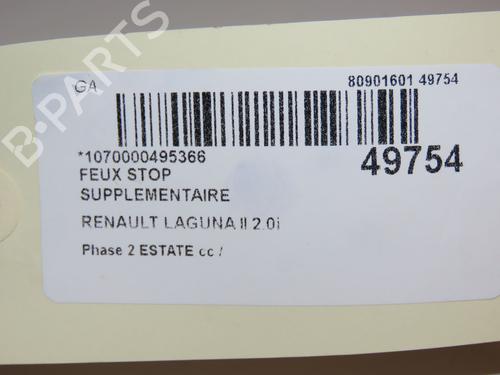 GA
80901601 49754
*1070000495366
49754
FEUX STOP
SUPPLEMENTAIRE
RENAULT LAGUNA II 2.0i
Phase 2 ESTATE cc /
B-PARTS